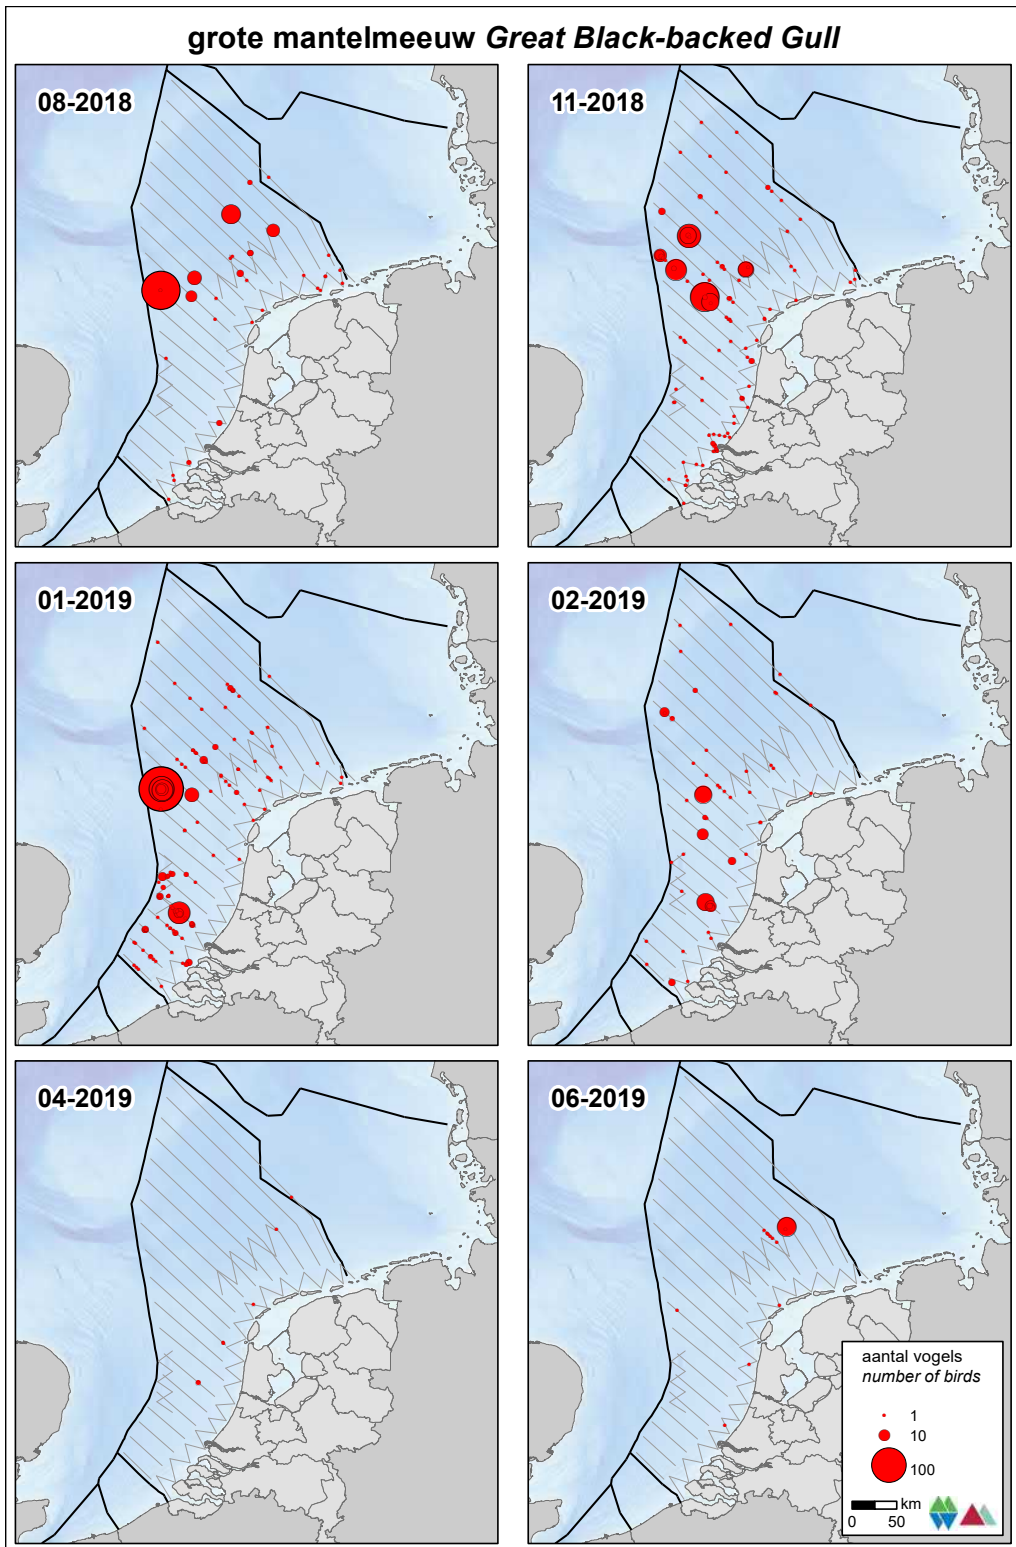 grote mantelmeeuw Great Black-backed Gull
08-2018
11-2018
01-2019
02-2019
04-2019
06-2019
aantal vogels
number of birds
1
10
100
km
0 50